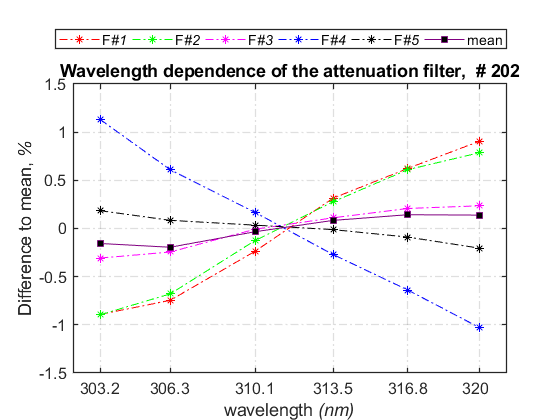 F#1 F#2 F#3 F#4 F#5 mean
Wavelength dependence of the attenuation filter, # 202
1.5
1
0.5
0
-0.5
-1
-1.5
Difference to mean, %
303.2 306.3 310.1 313.5 316.8 320
wavelength (nm)